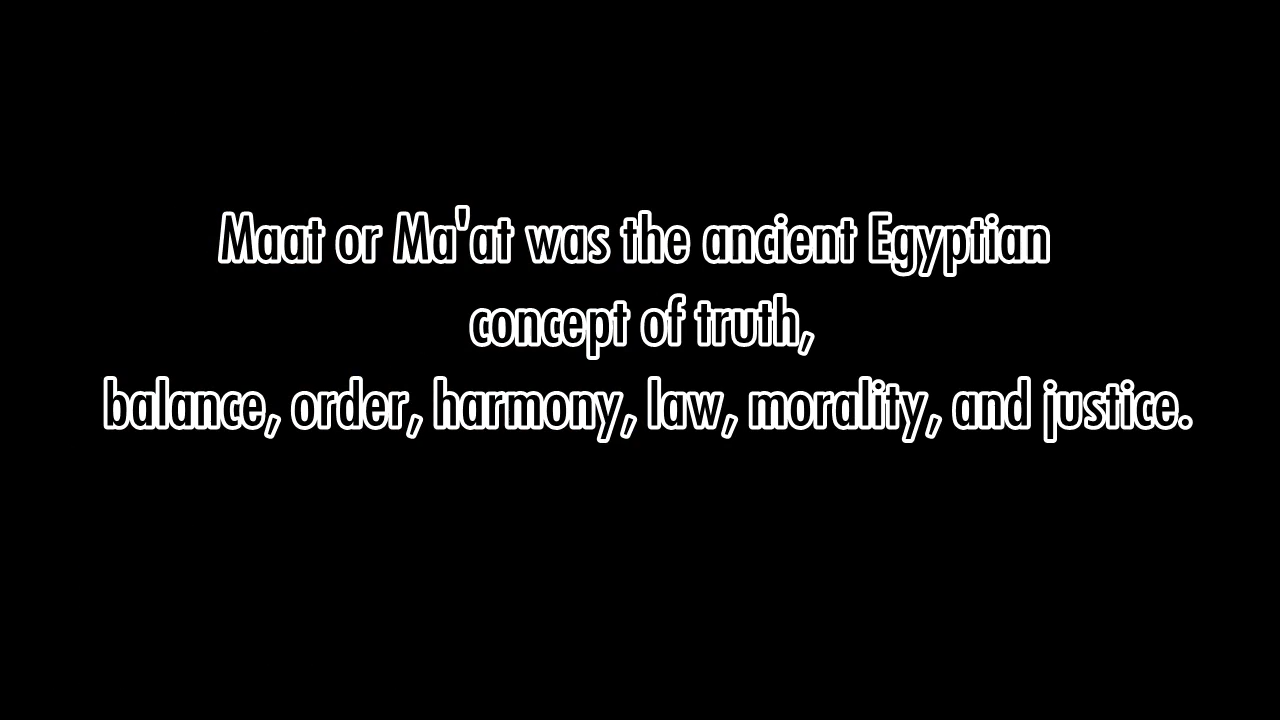 Maat or Ma'at was the ancient Egyptian
concept of truth,
balance, order, harmony, law, morality, and justice.